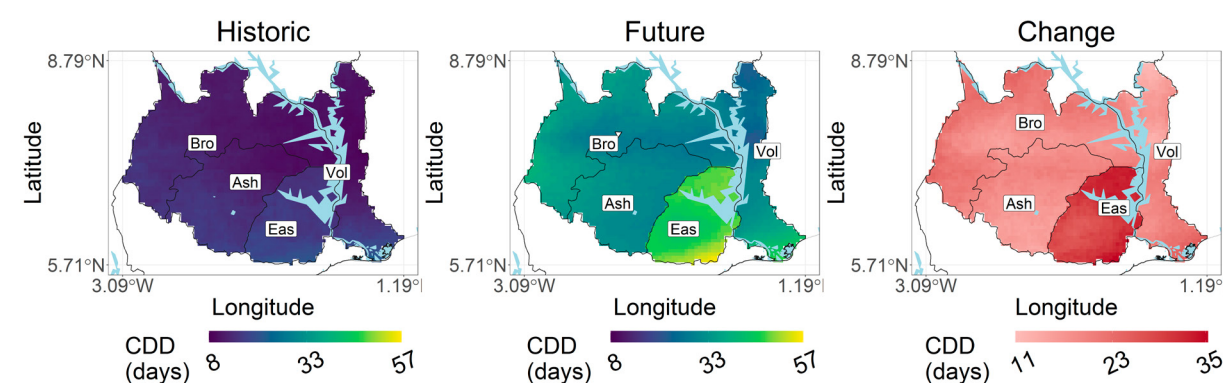 Historic
8.79°N
Bro
Ash
Vol
Eas
5.71°N
3.09°W
1.19°
Latitude
Longitude
CDD
(days)
8
33
57
Future
8.79°N
Bro
Vol
Ash
Eas
5.71°N
3.09°W
1.19°
Latitude
Longitude
CDD
(days)
8
33
57
Change
8.79°N
Bro
Vol
Ash
Eas
5.71°N
3.09°W
1.19°
Latitude
Longitude
CDD
(days)
11
23
35